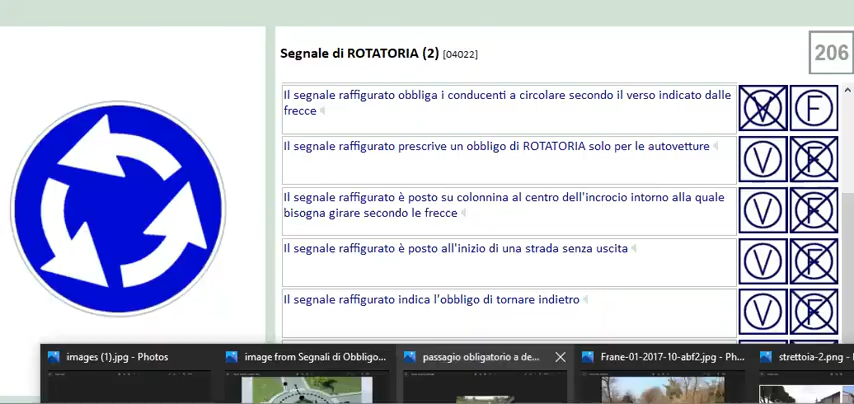 Segnale di ROTATORIA (2) [04022]
206
Il segnale raffigurato obbliga i conducenti a circolare secondo il verso indicato dalle
frecce
V F
Il segnale raffigurato prescrive un obbligo di ROTATORIA solo per le autovetture
V F
Il segnale raffigurato è posto su colonnina al centro dell'incrocio intorno alla quale
bisogna girare secondo le frecce
V F
Il segnale raffigurato è posto all'inizio di una strada senza uscita
V F
Il segnale raffigurato indica l'obbligo di tornare indietro
V F
images (1).jpg - Photos
image from Segnali di Obbligo...
passagio obligatorio a de...
Frane-01-2017-10-abf2.jpg - Ph...
strettoia-2.png -